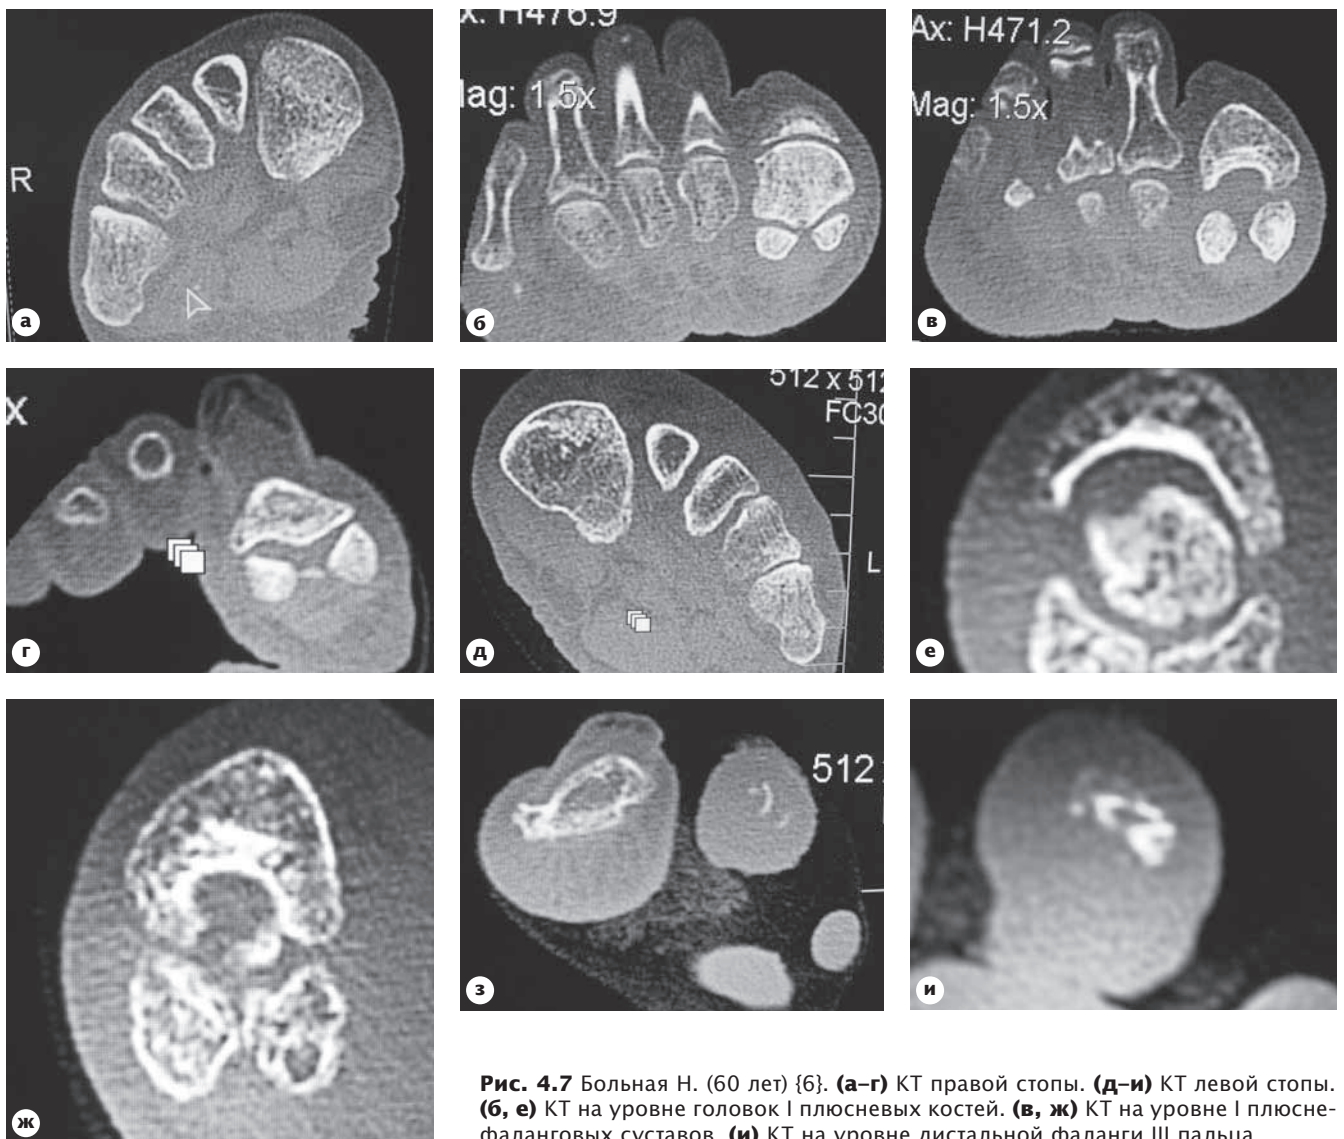 х. H476.9
Mag: 1.5x
Ax: H471.2
Mag: 1.5x
R
а
б
в
X
512 x 512
FC30
L
г
д
е
512
ж
з
и
Рис. 4.7 Больная Н. (60 лет) {6}. (а–г) КТ правой стопы. (д–и) КТ левой стопы.
(б, е) КТ на уровне головок I плюсневых костей. (в, ж) КТ на уровне I плюсне-
фаланговых суставов. (и) КТ на уровне дистальной фаланги III пальца